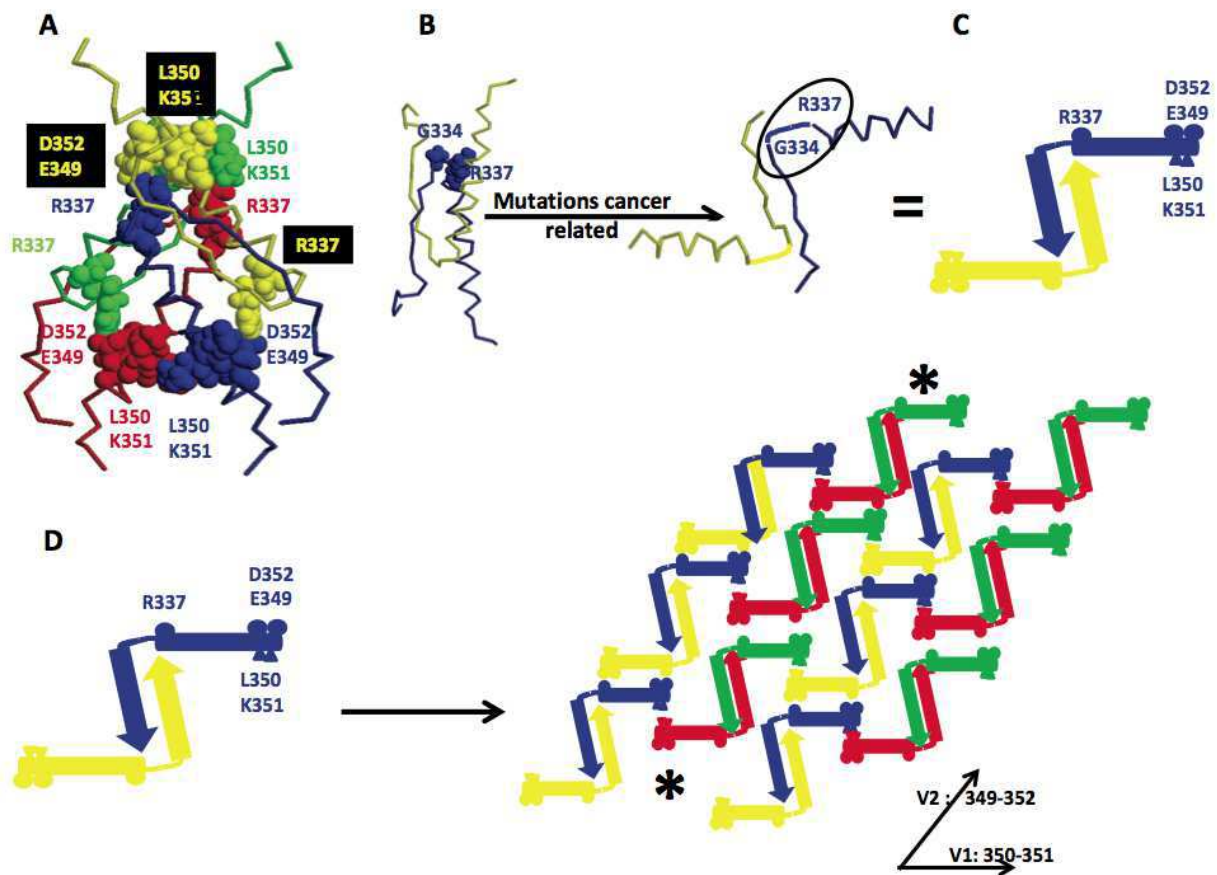 A
L350
K351
D352
E349
L350
K351
R337
R337
R337
R337
D352
E349
D352
E349
L350
K351
L350
K351
B
G334
R337
Mutations cancer
related
R337
G334
=
C
D352
E349
R337
L350
K351
D
D352
E349
R337
L350
K351
*
*
V2 : 349-352
V1: 350-351